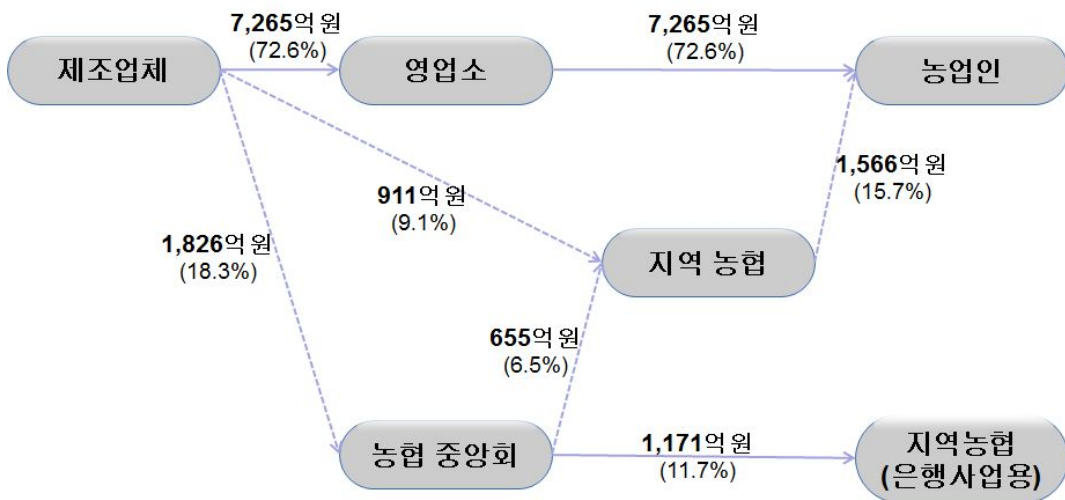 7,265억원
(72.6%)
7,265억원
(72.6%)
제조업체
영업소
농업인
911억원
(9.1%)
1,566억원
(15.7%)
1,826억원
(18.3%)
지역 농협
655억원
(6.5%)
농협 중앙회
1,171억원
(11.7%)
지역농협
(은행사업용)